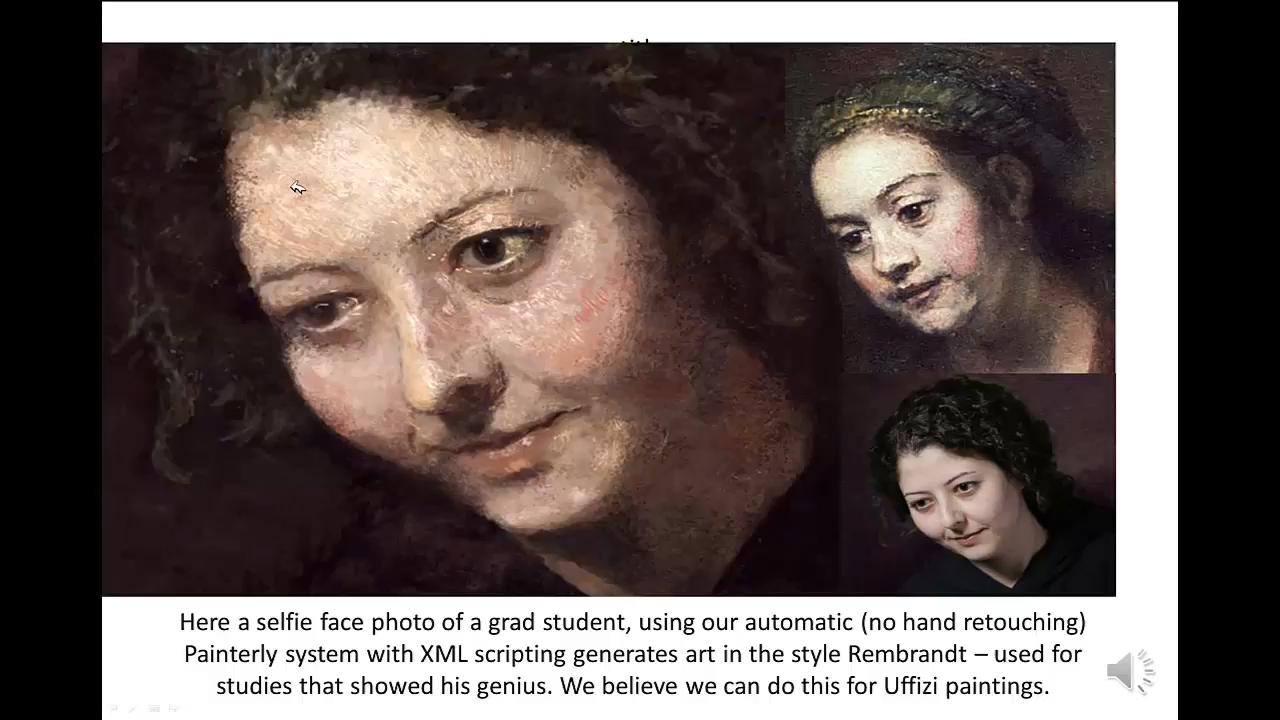 Here a selfie face photo of a grad student, using our automatic (no hand retouching)
Painterly system with XML scripting generates art in the style Rembrandt – used for
studies that showed his genius. We believe we can do this for Uffizi paintings.